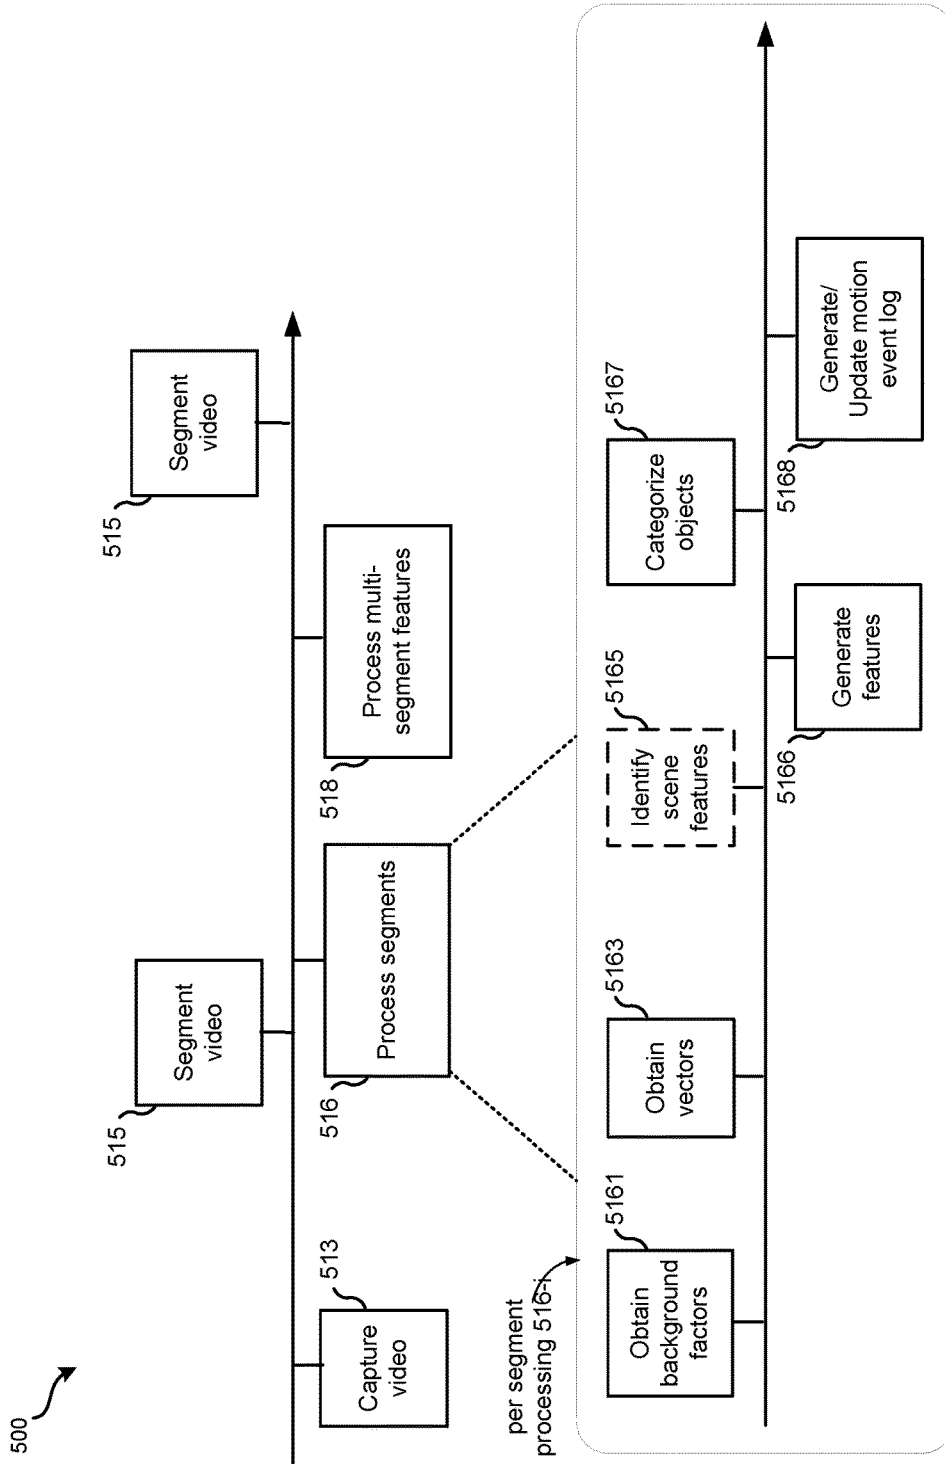 500
Capture
video
513
Segment
video
515
Process segments
516
Process multi-
segment features
518
Segment
video
515
per segment
processing 516-i
Obtain
background
factors
5161
Obtain
vectors
5163
Identify
scene
features
5165
Generate
features
5166
Categorize
objects
5167
Generate/
Update motion
event log
5168